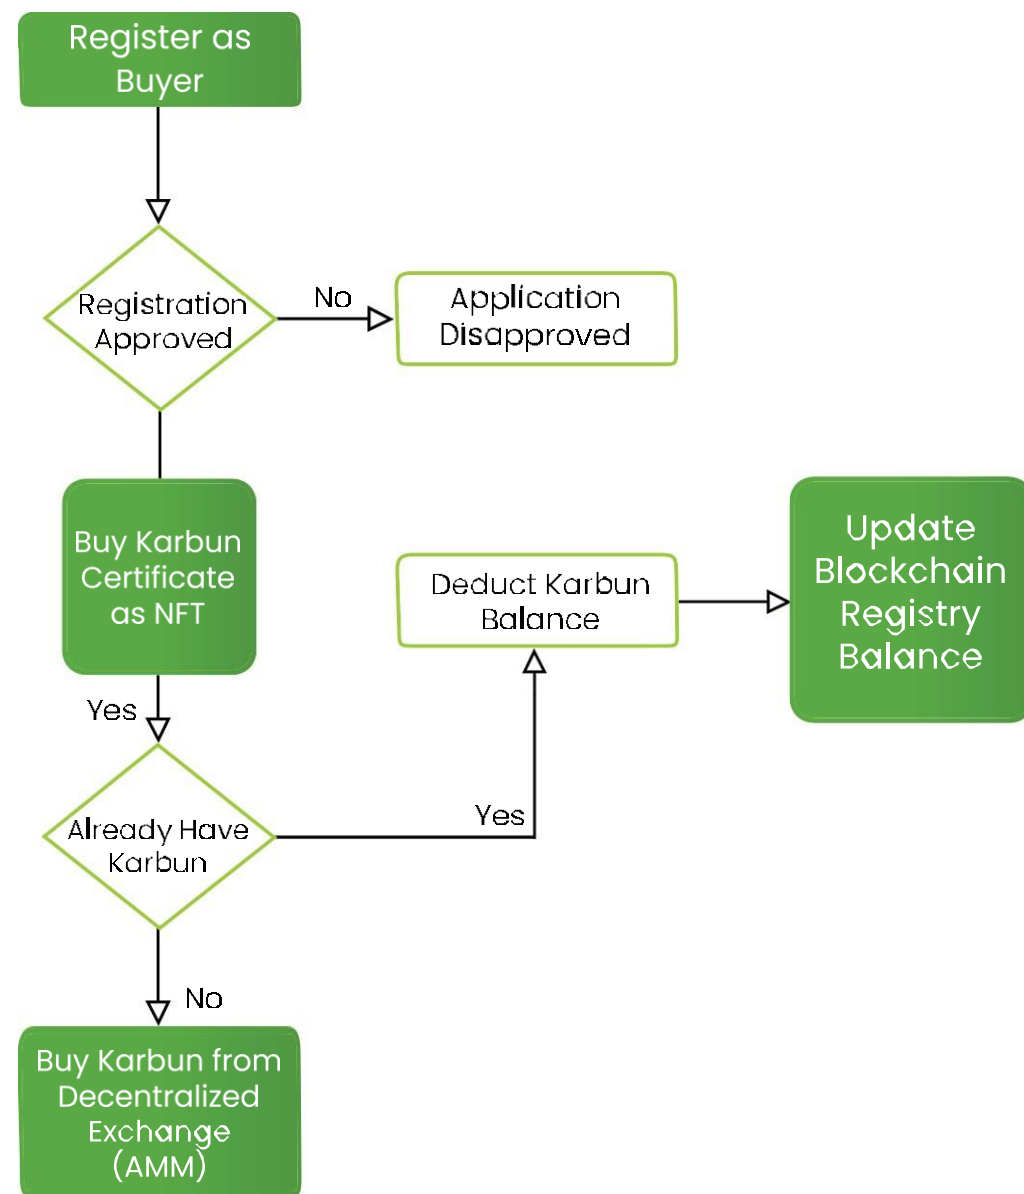 Register as
Buyer
Registration
Approved
No
Application
Disapproved
Buy Karbun
Certificate
as NFT
Deduct Karbun
Balance
Update
Blockchain
Registry
Balance
Yes
Already Have
Karbun
Yes
No
Buy Karbun from
Decentralized
Exchange
(AMM)